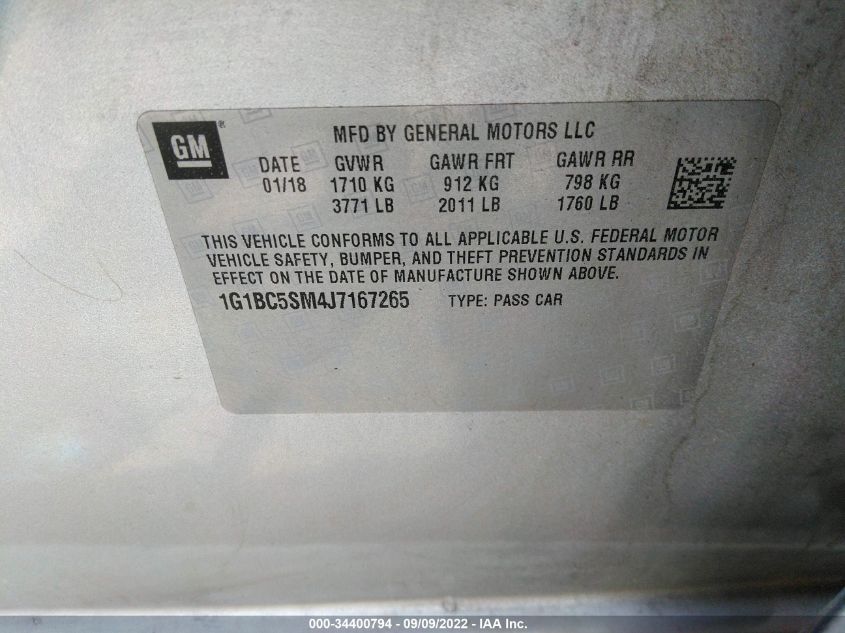 GM ®
MFD BY GENERAL MOTORS LLC
DATE GVWR GAWR FRT GAWR RR
01/18 1710 KG 912 KG 798 KG
3771 LB 2011 LB 1760 LB
THIS VEHICLE CONFORMS TO ALL APPLICABLE U.S. FEDERAL MOTOR
VEHICLE SAFETY, BUMPER, AND THEFT PREVENTION STANDARDS IN
EFFECT ON THE DATE OF MANUFACTURE SHOWN ABOVE.
1G1BC5SM4J7167265 TYPE: PASS CAR
000-34400794 - 09/09/2022 - IAA Inc.